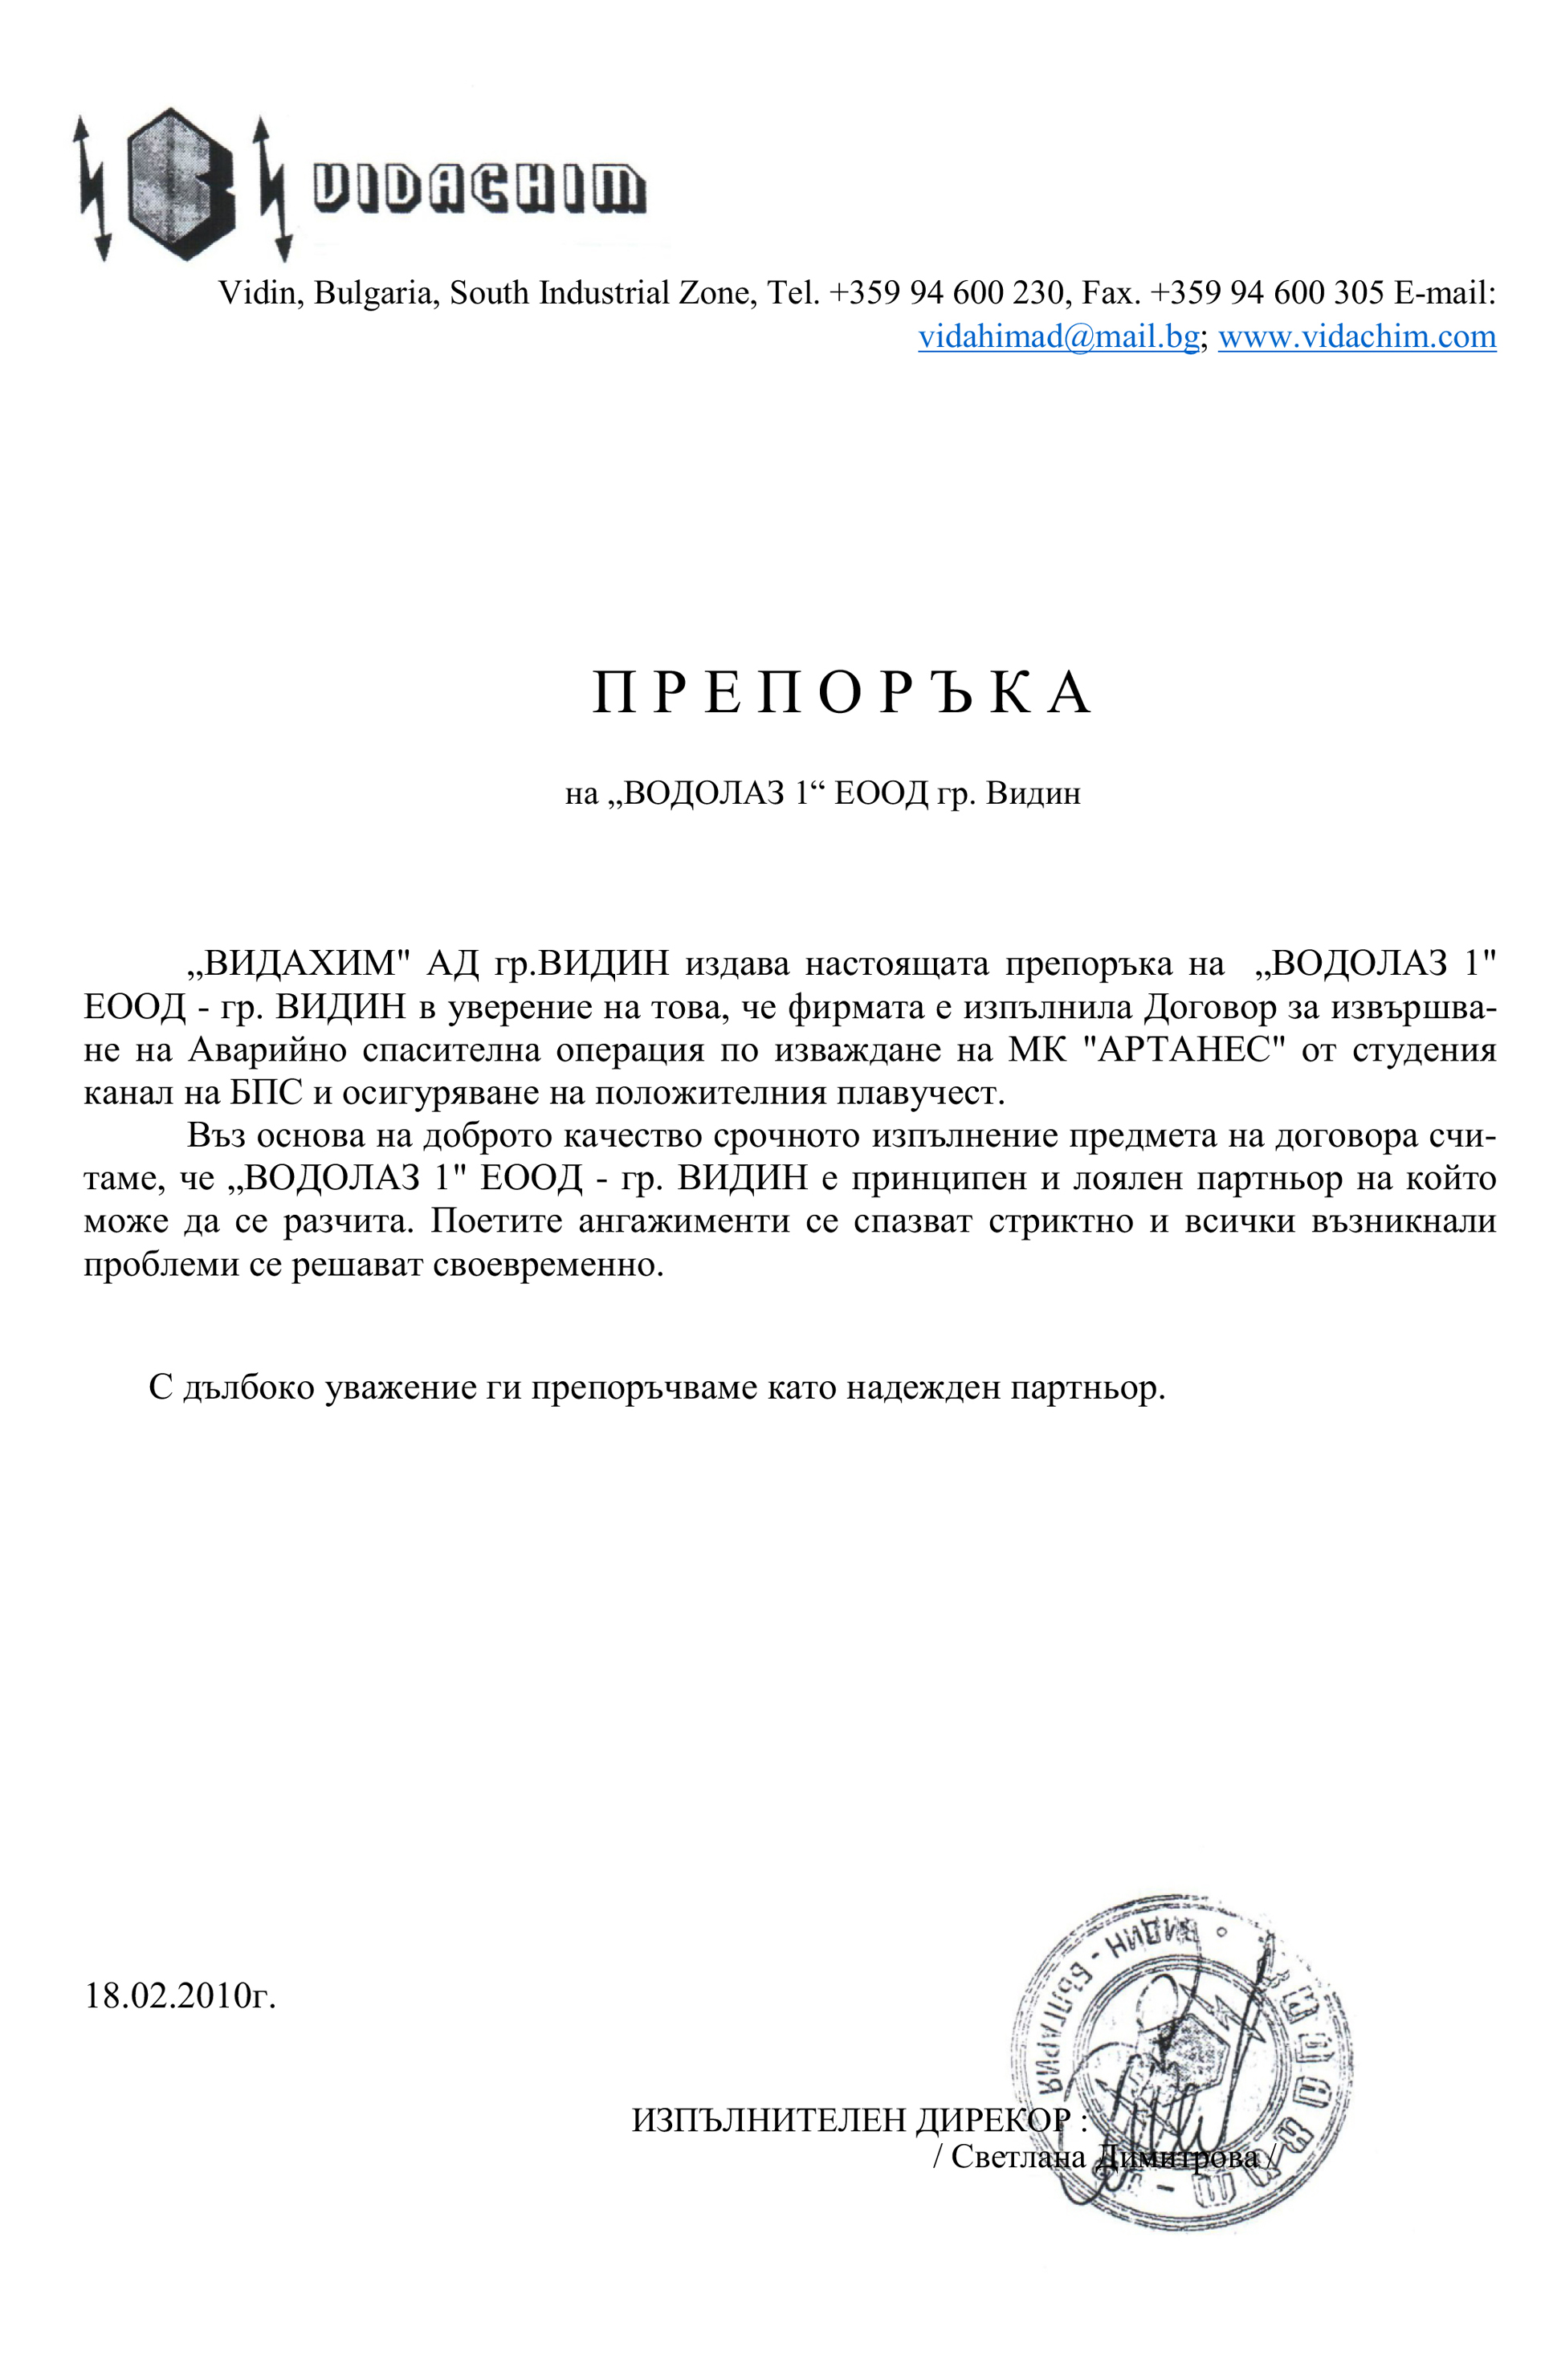 VIDACHIM
Vidin, Bulgaria, South Industrial Zone, Tel. +359 94 600 230, Fax. +359 94 600 305 E-mail:
vidahimad@mail.bg; www.vidachim.com
П Р Е П О Р Ъ К А
на „ВОДОЛАЗ 1“ ЕООД гр. Видин
„ВИДАХИМ" АД гр.ВИДИН издава настоящата препоръка на „ВОДОЛАЗ 1"
ЕООД - гр. ВИДИН в уверение на това, че фирмата е изпълнила Договор за извърша-
не на Аварийно спасителна операция по изваждане на МК "АРТАНЕС" от студения
канал на БПС и осигуряване на положителния плавучест.
Въз основа на доброто качество срочното изпълнение предмета на договора счи-
таме, че „ВОДОЛАЗ 1" ЕООД - гр. ВИДИН е принципен и лоялен партньор на който
може да се разчита. Поетите ангажименти се спазват стриктно и всички възникнали
проблеми се решават своевременно.
С дълбоко уважение ги препоръчваме като надежден партньор.
18.02.2010г.
ВИДИН - БЪЛГАРИЯ
ИЗПЪЛНИТЕЛЕН ДИРЕКОР :
/ Светлана Димитрова /